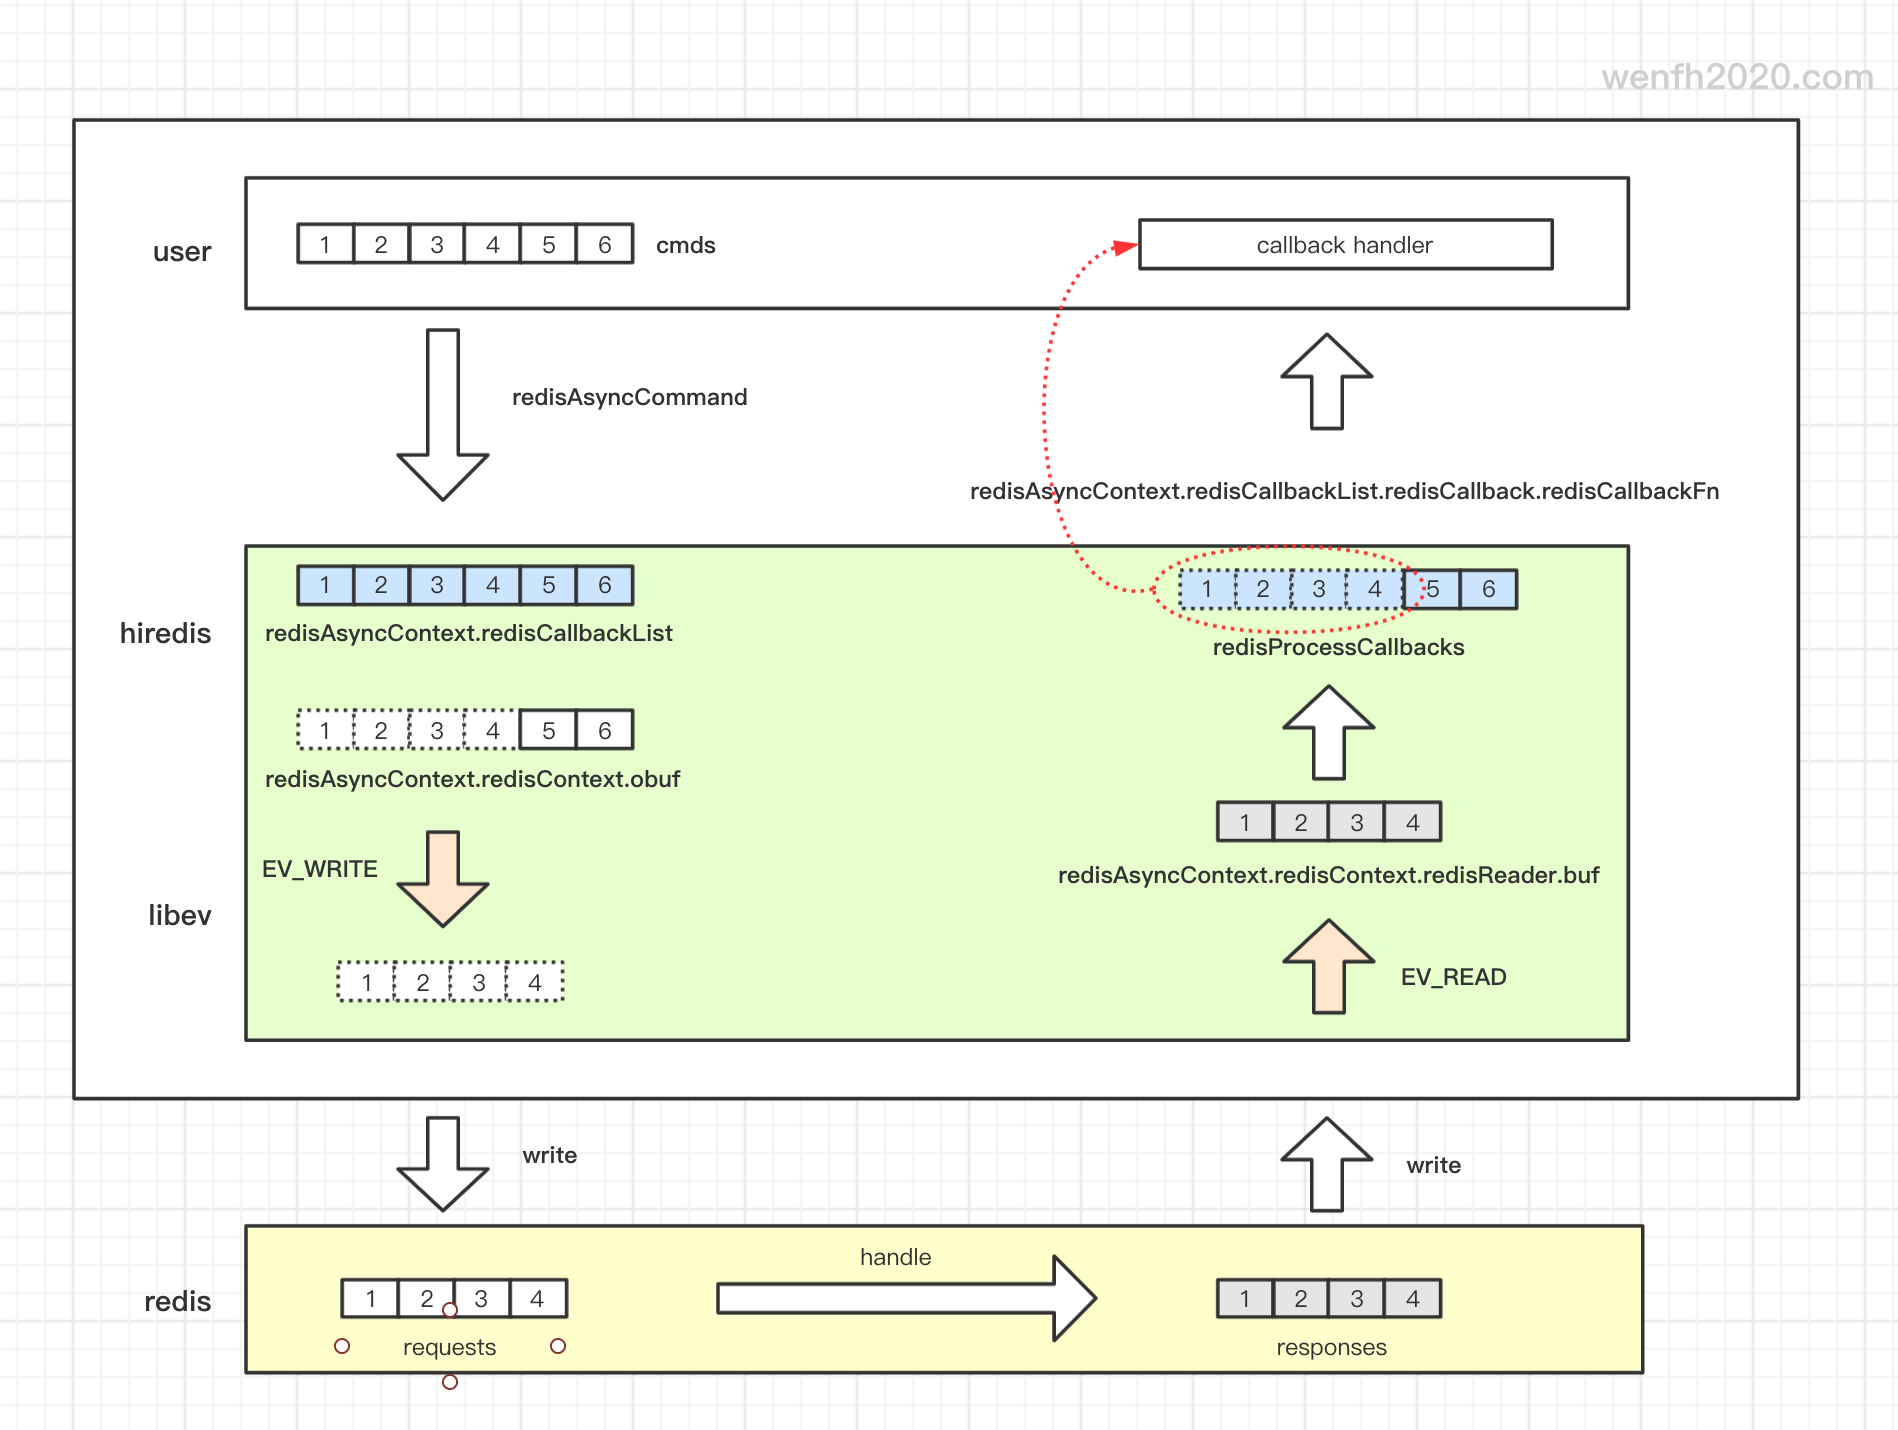 wenfh2020.com
user
1 2 3 4 5 6 cmds
callback handler
redisAsyncCommand
redisAsyncContext.redisCallbackList.redisCallback.redisCallbackFn
hiredis
1 2 3 4 5 6
redisAsyncContext.redisCallbackList
1 2 3 4 5 6
redisProcessCallbacks
1 2 3 4 5 6
redisAsyncContext.redisContext.obuf
1 2 3 4
redisAsyncContext.redisContext.redisReader.buf
EV_WRITE
libev
1 2 3 4
EV_READ
write
write
redis
1 2 3 4
requests
handle
1 2 3 4
responses